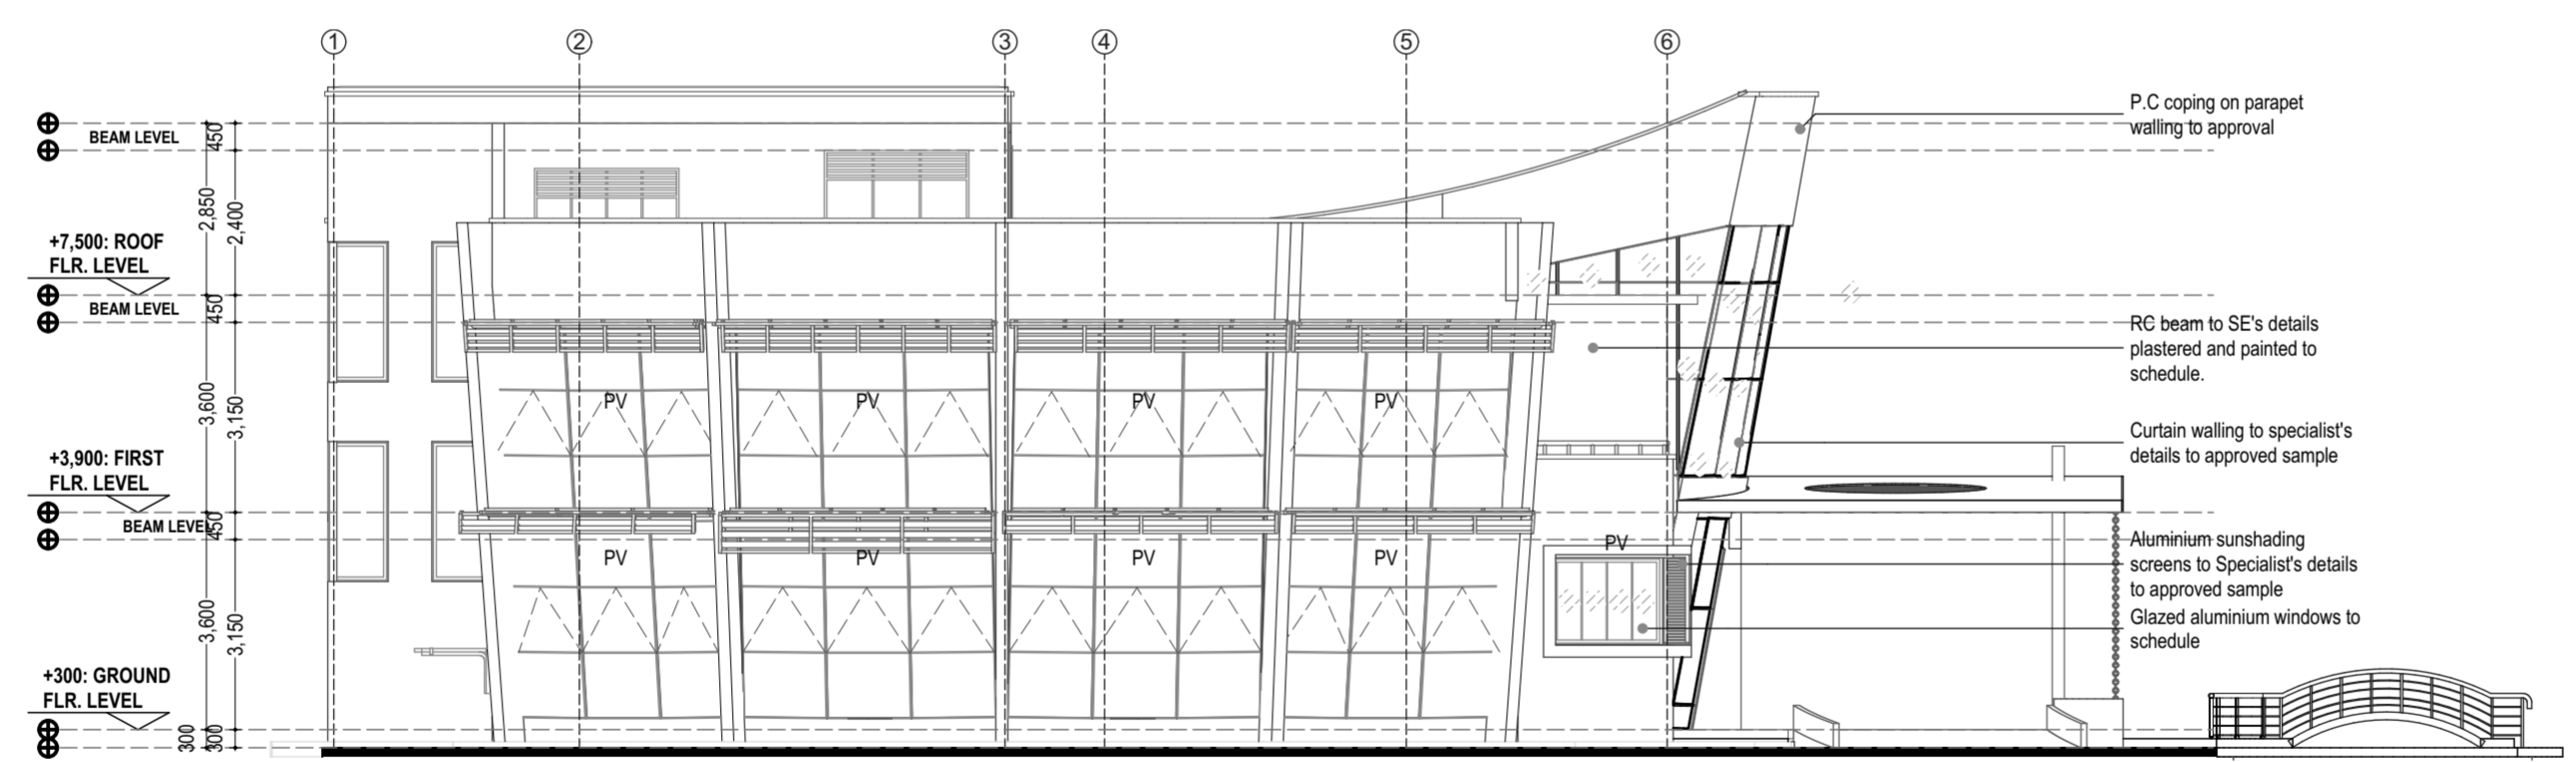 1
2
3
4
5
6
P.C coping on parapet
walling to approval
BEAM LEVEL
450
2,850
2,400
+7,500: ROOF
FLR. LEVEL
BEAM LEVEL
450
RC beam to SE's details
plastered and painted to
schedule.
3,600
3,150
PV
PV
PV
PV
Curtain walling to specialist's
details to approved sample
+3,900: FIRST
FLR. LEVEL
BEAM LEVEL
450
PV
PV
PV
PV
PV
Aluminium sunshading
screens to Specialist's details
to approved sample
Glazed aluminium windows to
schedule
3,600
3,150
+300: GROUND
FLR. LEVEL
300
300